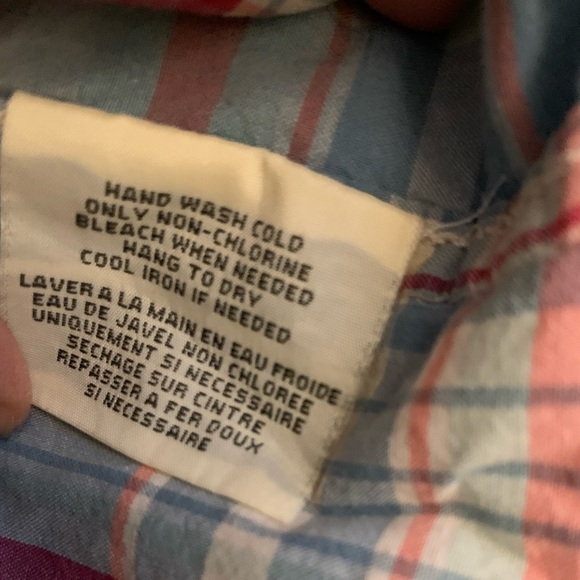 HAND WASH COLD
ONLY NON-CHLORINE
BLEACH WHEN NEEDED
HANG TO DRY
COOL IRON IF NEEDED
LAVER A LA MAIN EN EAU FROIDE
EAU DE JAVEL NON CHLOREE
UNIQUEMENT SI NECESSAIRE
SECHAGE SUR CINTRE
REPASSER A FER DOUX
SI NECESSAIRE